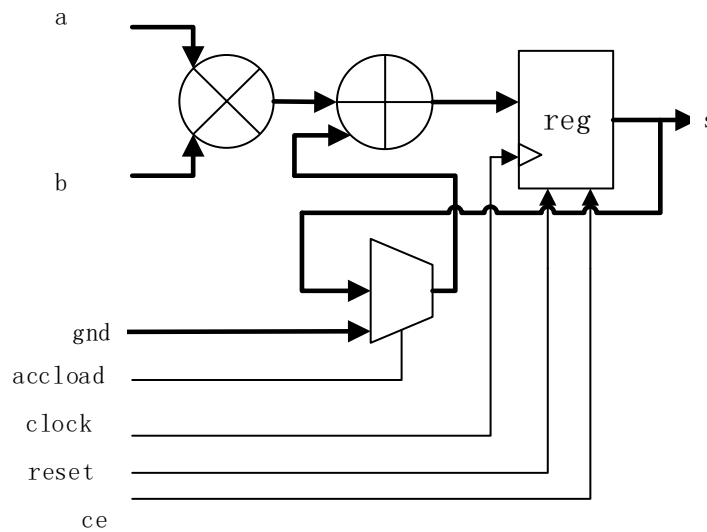 a
reg
s
b
gnd
accload
clock
reset
ce